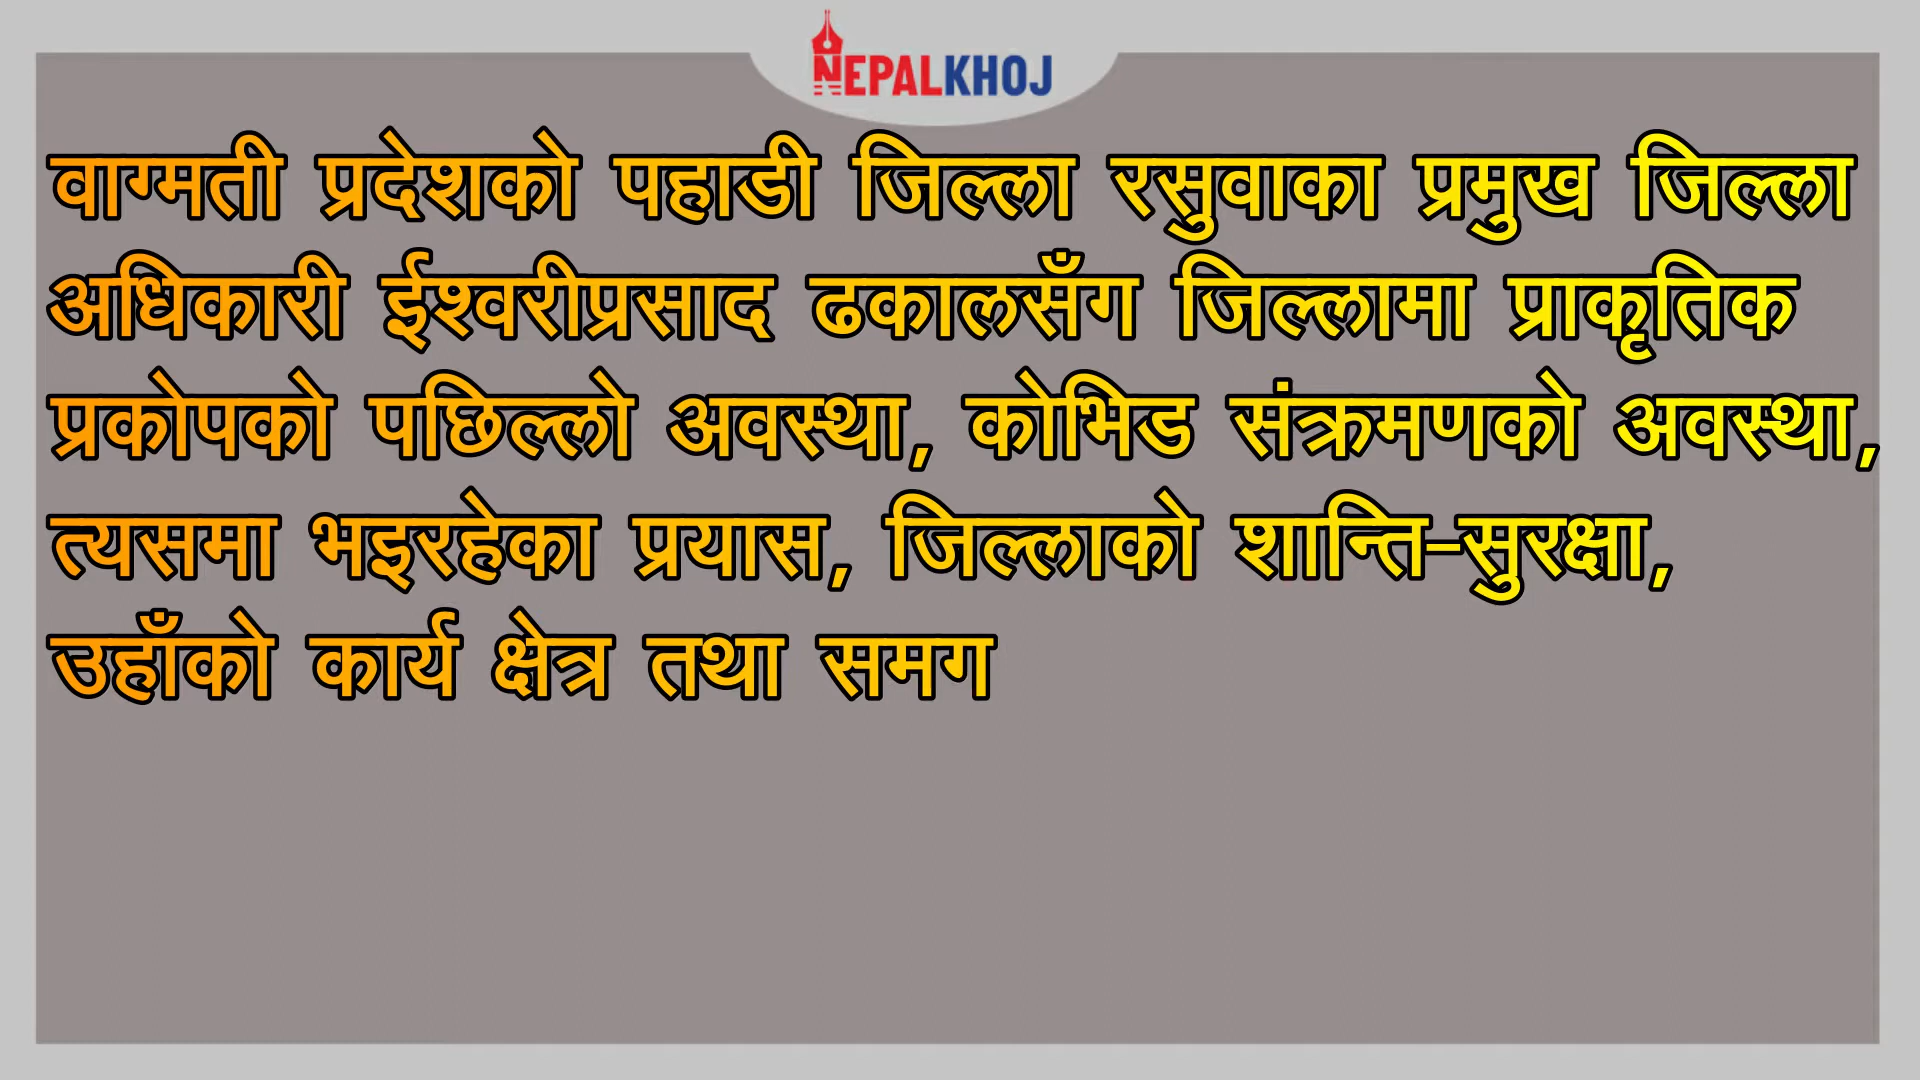 NEPALKHOJ
वाग्मती प्रदेशको पहाडी जिल्ला रसुवाका प्रमुख जिल्ला
अधिकारी ईश्वरीप्रसाद ढकालसँग जिल्लामा प्राकृतिक
प्रकोपको पछिल्लो अवस्था, कोभिड संक्रमणको अवस्था,
त्यसमा भइरहेका प्रयास, जिल्लाको शान्ति–सुरक्षा,
उहाँको कार्य क्षेत्र तथा समग